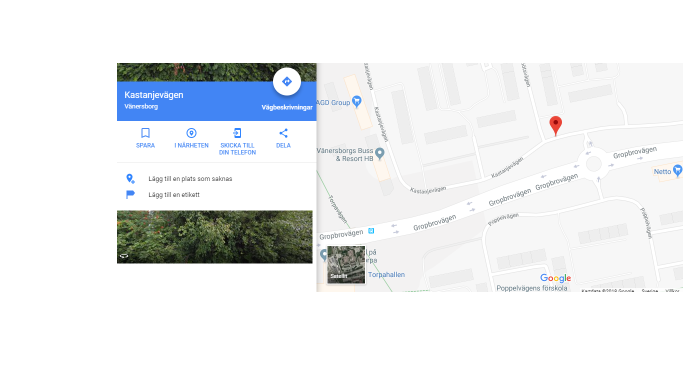 Kastanjevägen
Vänersborg
Vägbeskrivningar
SPARA
I NÄRHETEN
SKICKA TILL
DIN TELEFON
DELA
Lägg till en plats som saknas
Lägg till en etikett
AGD Group
Kastanjevägen
Vänersborgs Buss
& Resort HB
Kastanjevägen
Kastanjevägen
Gropbrovägen
Netto
Gropbrovägen
Gropbrovägen
Torpavägen
Gropbrovägen
Gropbrovägen
Poppelvägen
Poppelvägen
Satellit
Torpahallen
Google
Poppelvägens förskola
Kartdata ©2019 Google
Sverige
Villkor